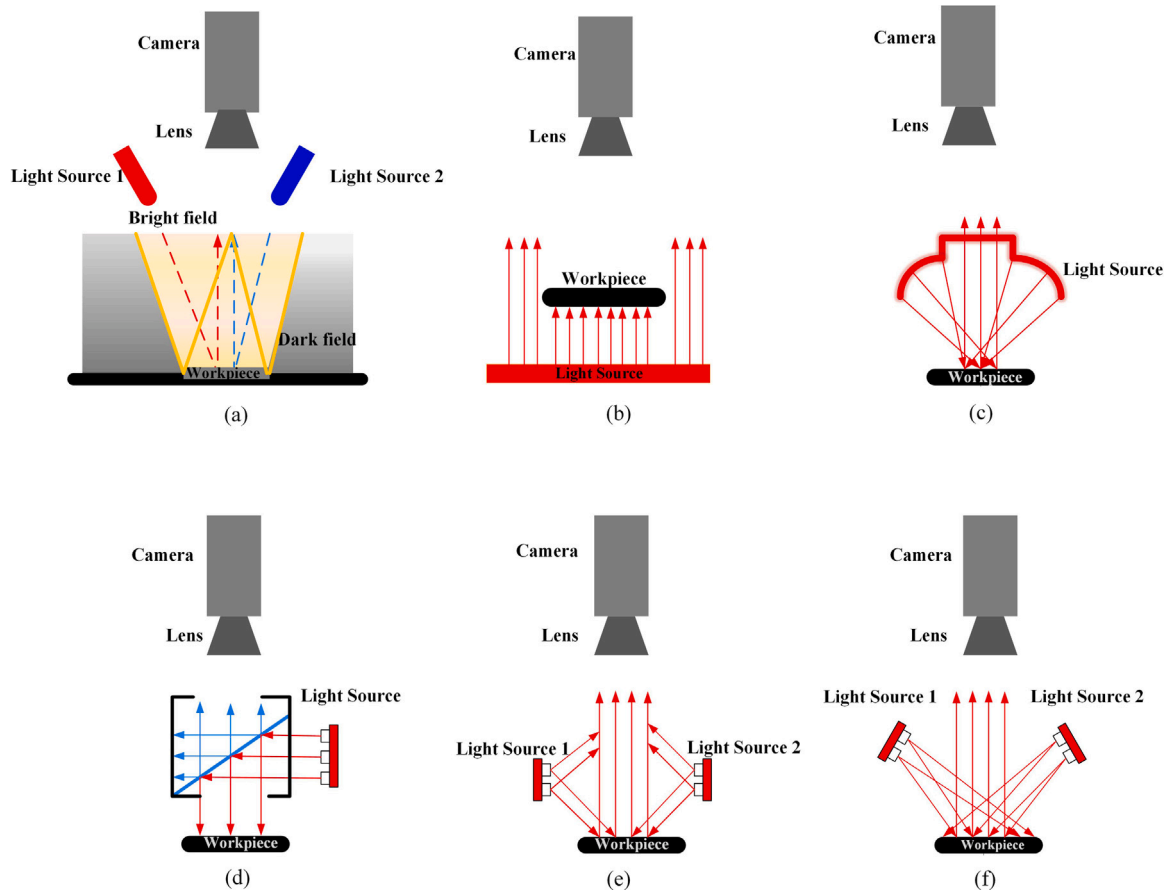 Camera
Lens
Light Source 1
Light Source 2
Bright field
Dark field
Workpiece
(a)
Camera
Lens
Workpiece
Light Source
(b)
Camera
Lens
Light Source
Workpiece
(c)
Camera
Lens
Light Source
Workpiece
(d)
Camera
Lens
Light Source 1
Light Source 2
Workpiece
(e)
Camera
Lens
Light Source 1
Light Source 2
Workpiece
(f)